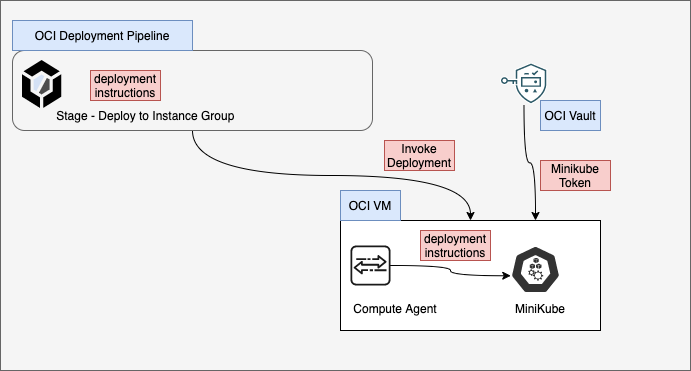 OCI Deployment Pipeline
deployment
instructions
Stage - Deploy to Instance Group
OCI Vault
Invoke
Deployment
Minikube
Token
OCI VM
deployment
instructions
Compute Agent
MiniKube